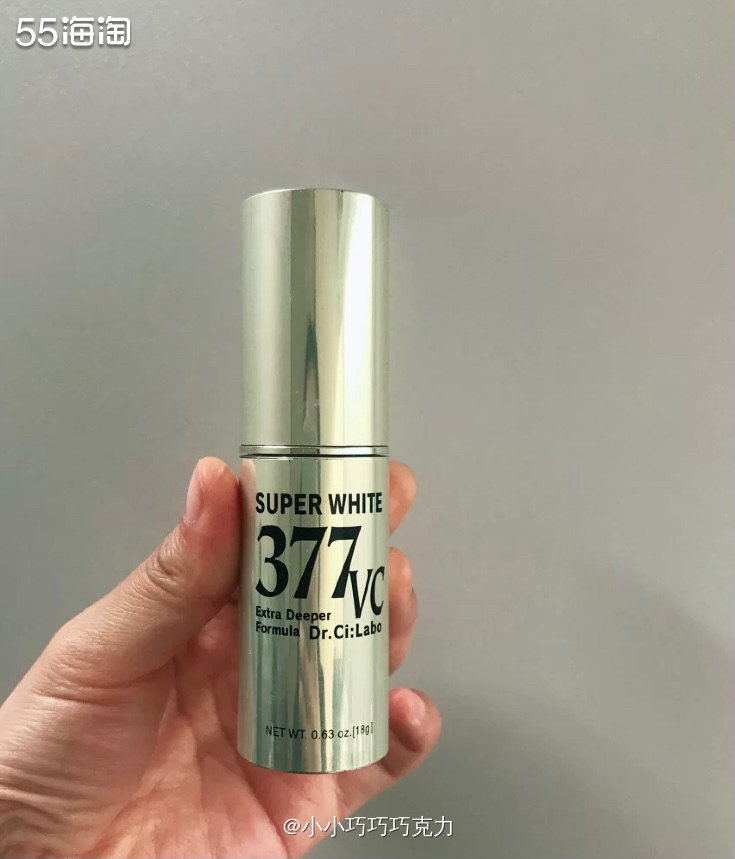 55海淘
SUPER WHITE
377VC
Extra Deeper
Formula Dr.Ci:Labo
NET WT. 0.63 oz.[18g]
@小小巧巧巧克力